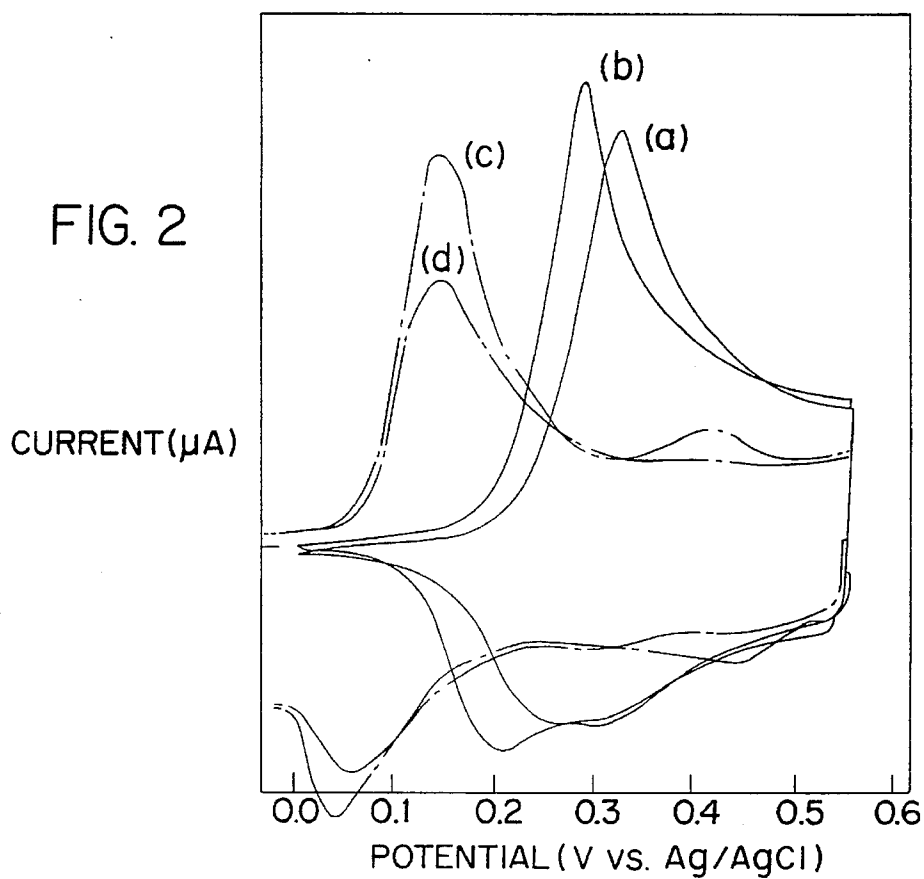 FIG. 2
(b)
(a)
(c)
(d)
CURRENT(µA)
0.0 0.1 0.2 0.3 0.4 0.5 0.6
POTENTIAL (V vs. Ag/AgCl)